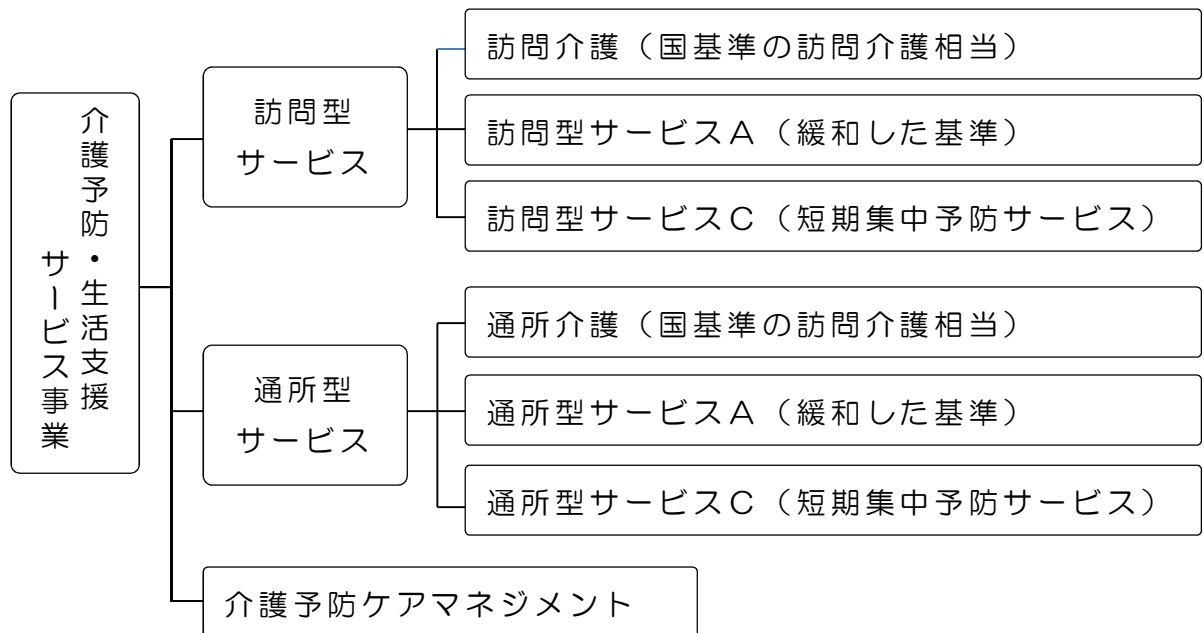 介護予防・生活支援
サービス事業
訪問型
サービス
訪問介護（国基準の訪問介護相当）
訪問型サービスA（緩和した基準）
訪問型サービスC（短期集中予防サービス）
通所型
サービス
通所介護（国基準の訪問介護相当）
通所型サービスA（緩和した基準）
通所型サービスC（短期集中予防サービス）
介護予防ケアマネジメント